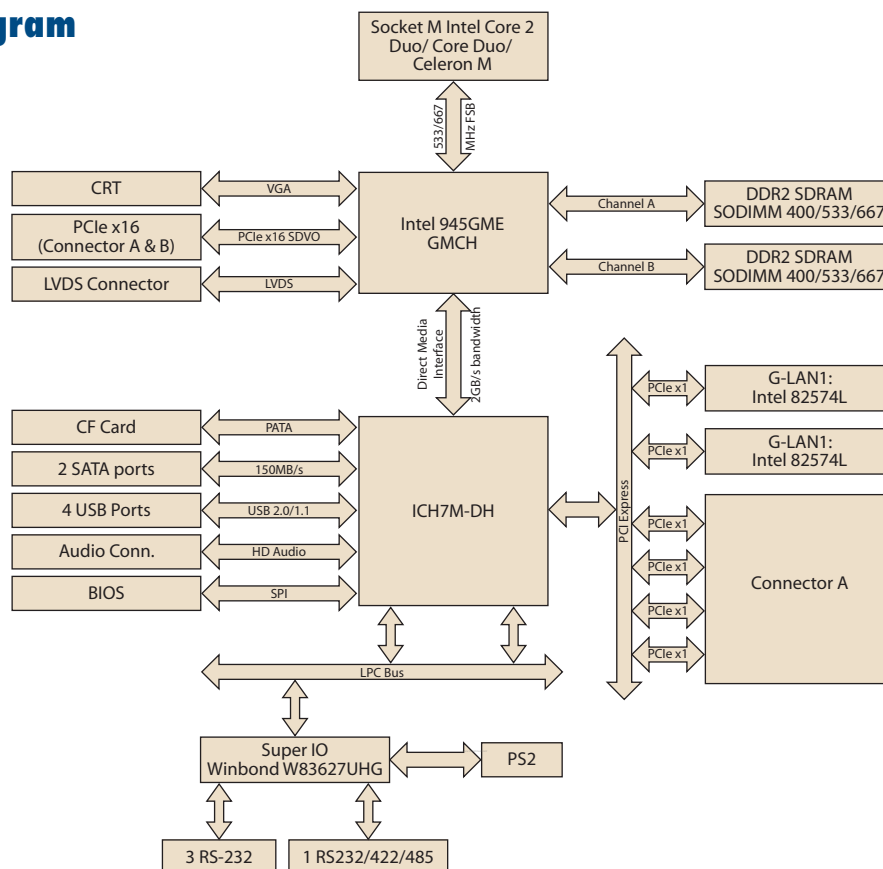 gram
Socket M Intel Core 2
Duo/ Core Duo/
Celeron M
533/667
MHz FSB
CRT
VGA
PCIe x16
(Connector A & B)
PCIe x16 SDVO
LVDS Connector
LVDS
Intel 945GME
GMCH
Channel A
DDR2 SDRAM
SODIMM 400/533/667
Channel B
DDR2 SDRAM
SODIMM 400/533/667
Direct Media
Interface
2GB/s bandwidth
CF Card
PATA
2 SATA ports
150MB/s
4 USB Ports
USB 2.0/1.1
Audio Conn.
HD Audio
BIOS
SPI
ICH7M-DH
PCI Express
PCIe x1
G-LAN1:
Intel 82574L
PCIe x1
G-LAN1:
Intel 82574L
PCIe x1
PCIe x1
PCIe x1
PCIe x1
Connector A
LPC Bus
Super IO
Winbond W83627UHG
PS2
3 RS-232
1 RS232/422/485